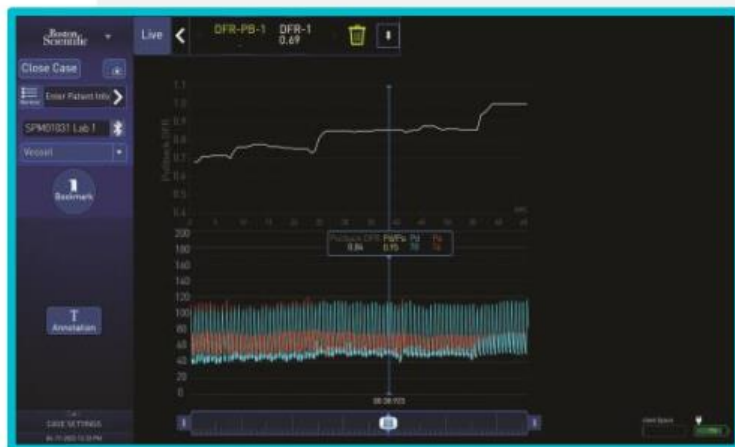 Boston
Scientific
Live
DFR-PB-1
DFR-1
0.69
Close Case
Enter Patient Info
SPM01031 Lab 1
Vessel
Bookmark
T
Annotation
CASE SETTINGS
Pullback DFR
1.1
1.0
0.9
0.8
0.7
0.6
0.5
0.4
Pullback DFR Pd/Pa Pd Pa
0.84 0.95
200
180
160
140
120
100
80
60
40
20
0